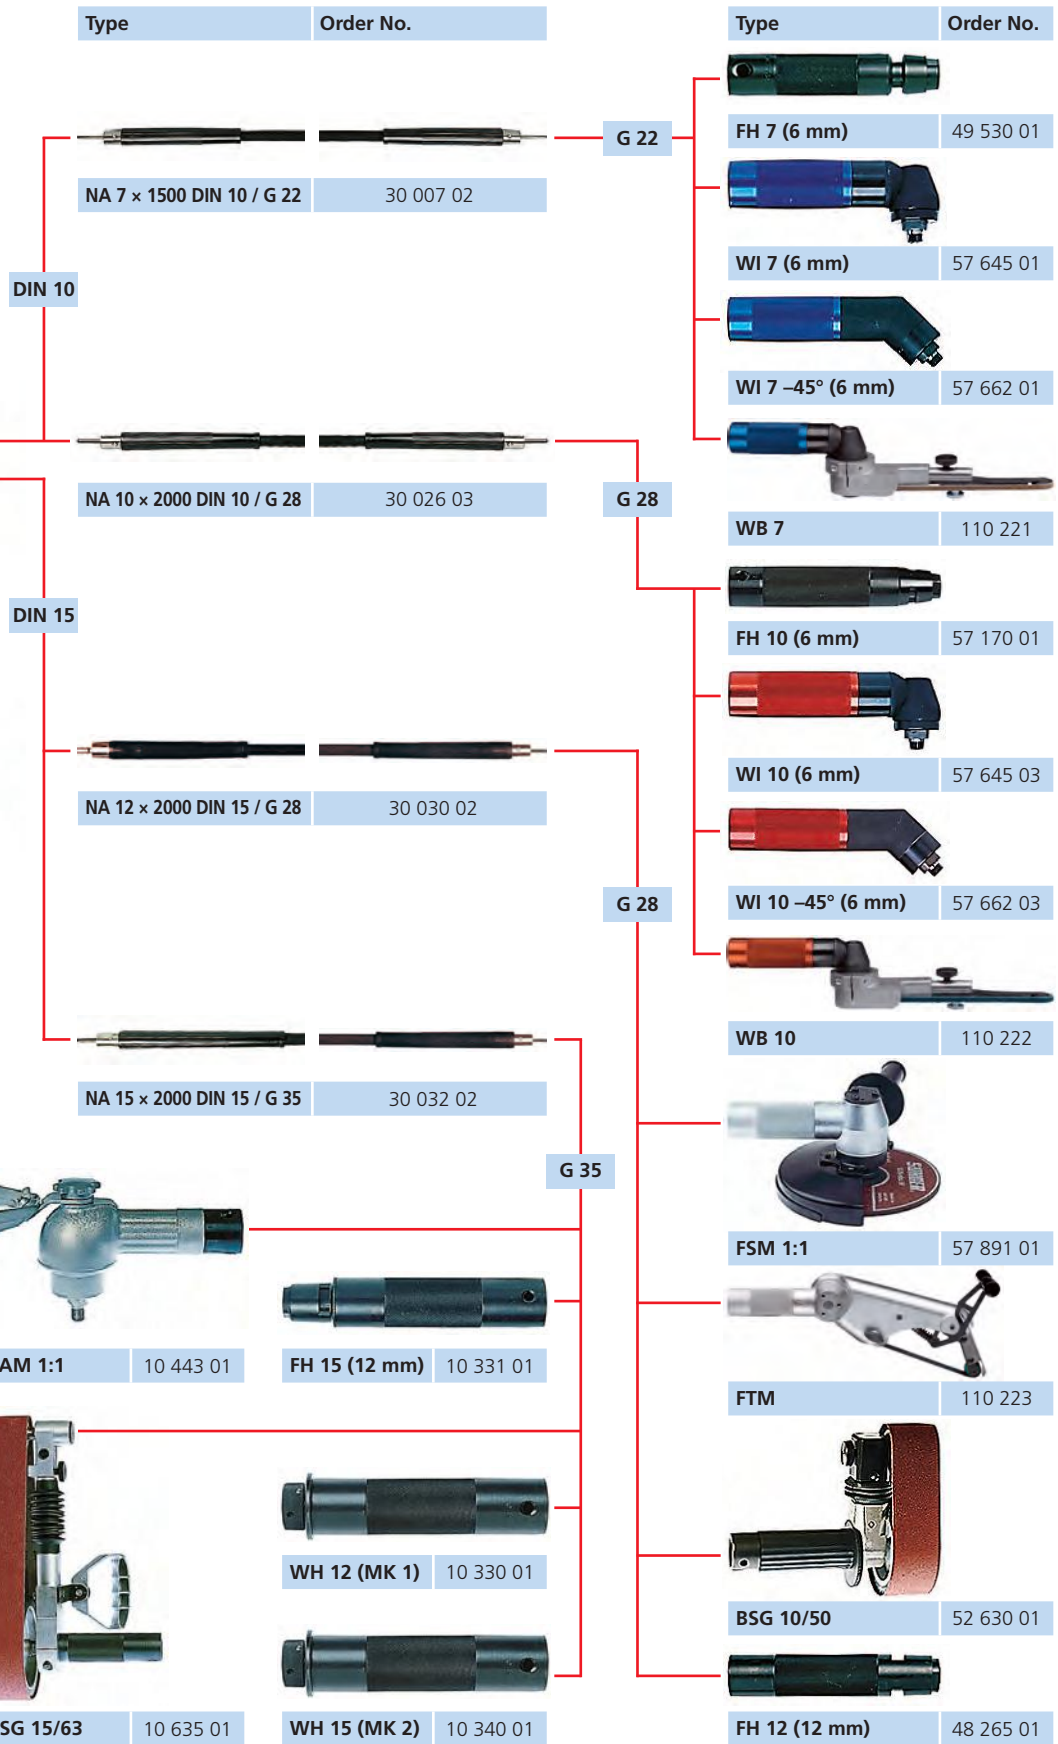 Type Order No.
Type Order No.
FH 7 (6 mm) 49 530 01
G 22
NA 7 × 1500 DIN 10 / G 22 30 007 02
WI 7 (6 mm) 57 645 01
DIN 10
WI 7 –45° (6 mm) 57 662 01
NA 10 × 2000 DIN 10 / G 28 30 026 03
G 28
WB 7 110 221
DIN 15
FH 10 (6 mm) 57 170 01
WI 10 (6 mm) 57 645 03
NA 12 × 2000 DIN 15 / G 28 30 030 02
G 28
WI 10 –45° (6 mm) 57 662 03
WB 10 110 222
NA 15 × 2000 DIN 15 / G 35 30 032 02
G 35
SUHNER
FSM 1:1 57 891 01
AM 1:1 10 443 01
FH 15 (12 mm) 10 331 01
FTM 110 223
WH 12 (MK 1) 10 330 01
BSG 10/50 52 630 01
SG 15/63 10 635 01
WH 15 (MK 2) 10 340 01
FH 12 (12 mm) 48 265 01